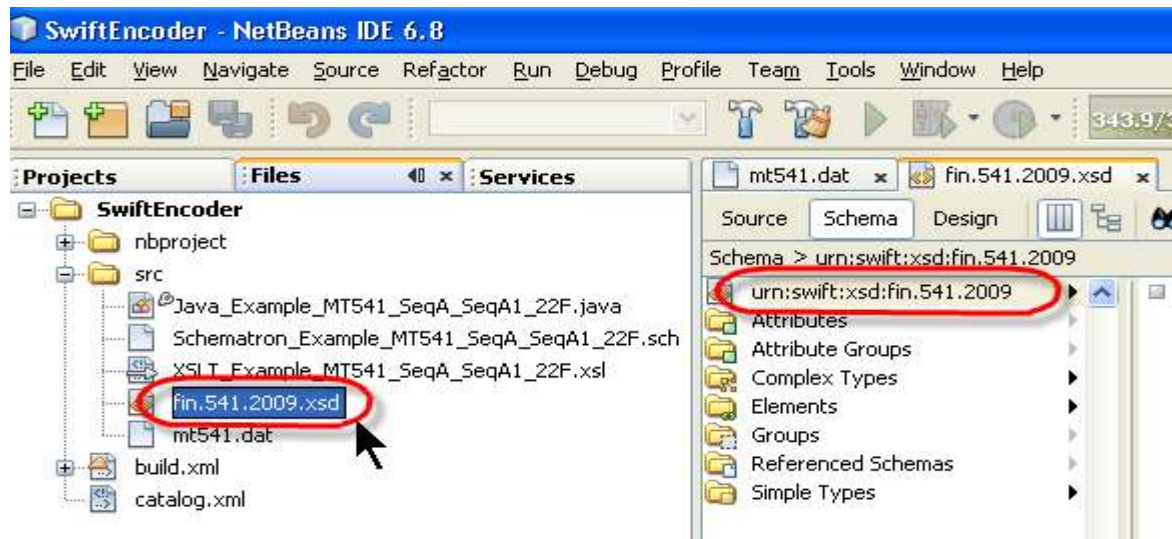 SwiftEncoder - NetBeans IDE 6.8
File Edit View Navigate Source Refactor Run Debug Profile Team Tools Window Help
343.9/3
Projects Files Services
mt541.dat fin.541.2009.xsd
SwiftEncoder
nbproject
src
Java_Example_MT541_SeqA_SeqA1_22F.java
Schematron_Example_MT541_SeqA_SeqA1_22F.sch
XSLT_Example_MT541_SeqA_SeqA1_22F.xsl
fin.541.2009.xsd
mt541.dat
build.xml
catalog.xml
Source Schema Design
Schema > urn:swift:xsd:fin.541.2009
urn:swift:xsd:fin.541.2009
Attributes
Attribute Groups
Complex Types
Elements
Groups
Referenced Schemas
Simple Types